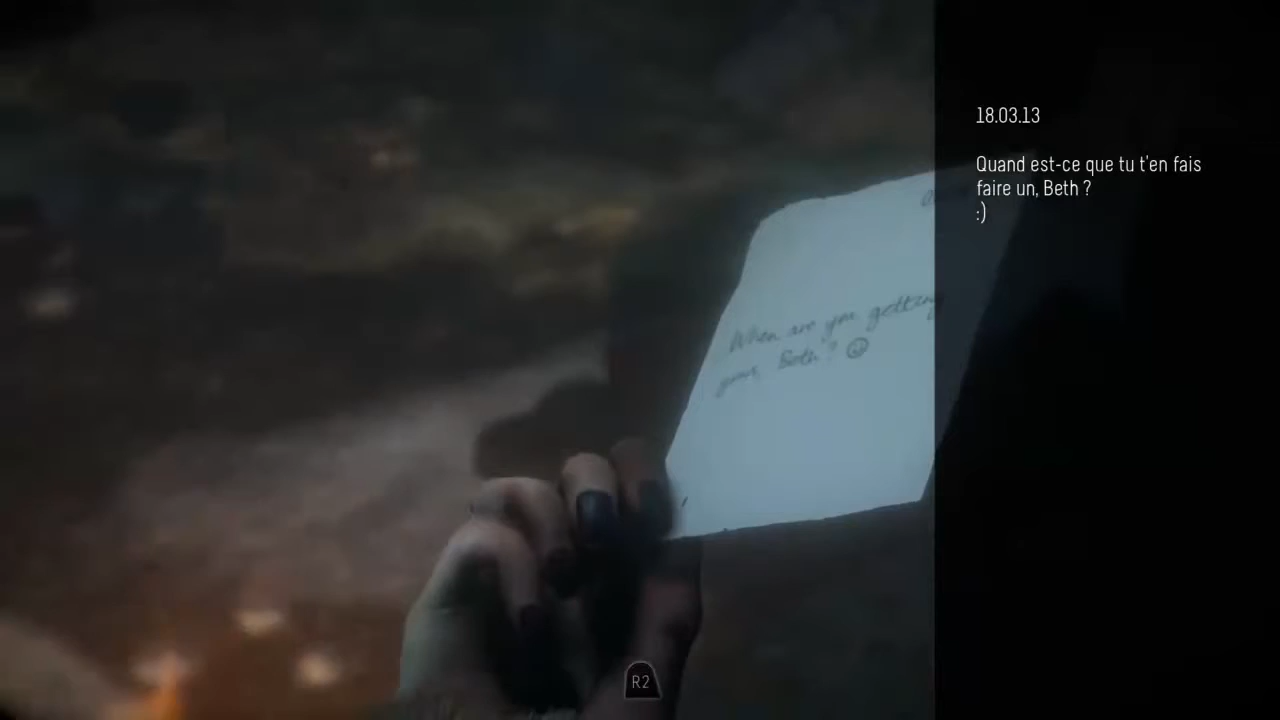 When are you getting
yours, Beth? ☺
18.03.13
Quand est-ce que tu t'en fais
faire un, Beth ?
:)
R2